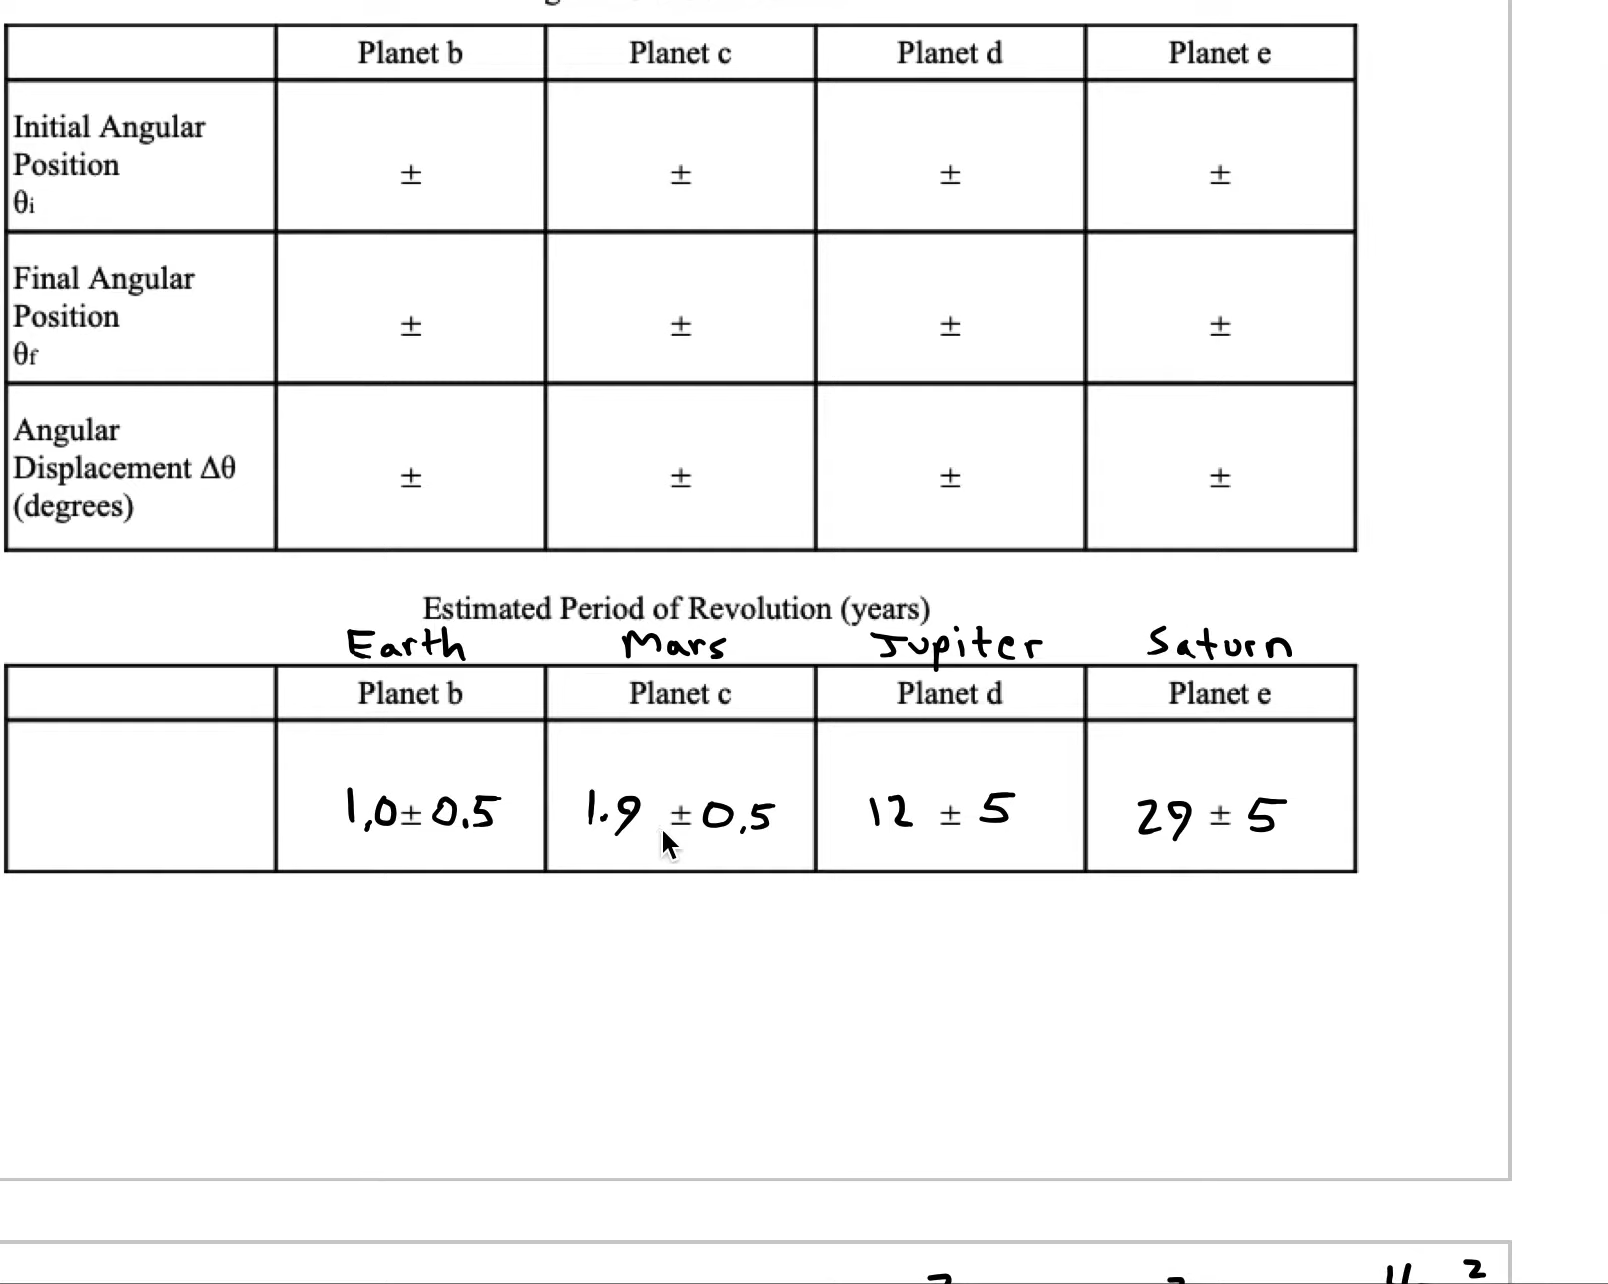 Planet b Planet c Planet d Planet e
Initial Angular
Position
θi ± ± ± ±
Final Angular
Position
θf ± ± ± ±
Angular
Displacement Δθ
(degrees) ± ± ± ±
Estimated Period of Revolution (years)
Earth Mars Jupiter Saturn
Planet b Planet c Planet d Planet e
1,0 ± 0.5 1.9 ± 0,5 12 ± 5 29 ± 5